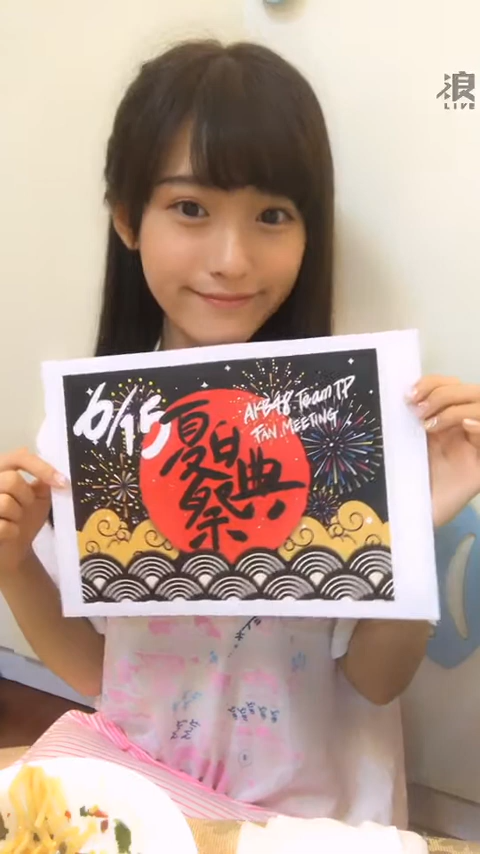 浪
LIVE
6/15
AKB48 Team TP
FAN MEETING
夏日
祭典